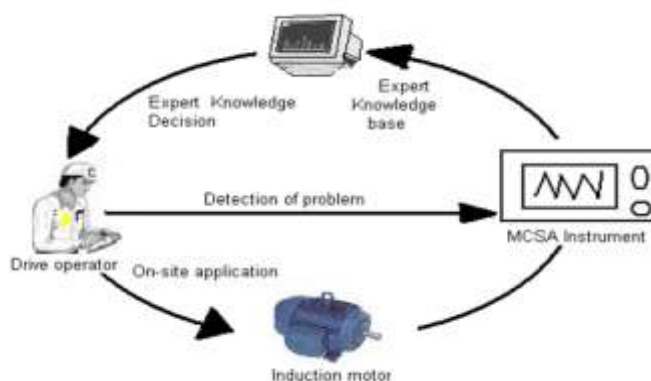 Expert Knowledge
Decision
Expert
Knowledge
base
Detection of problem
MCSA Instrument
Drive operator
On-site application
Induction motor